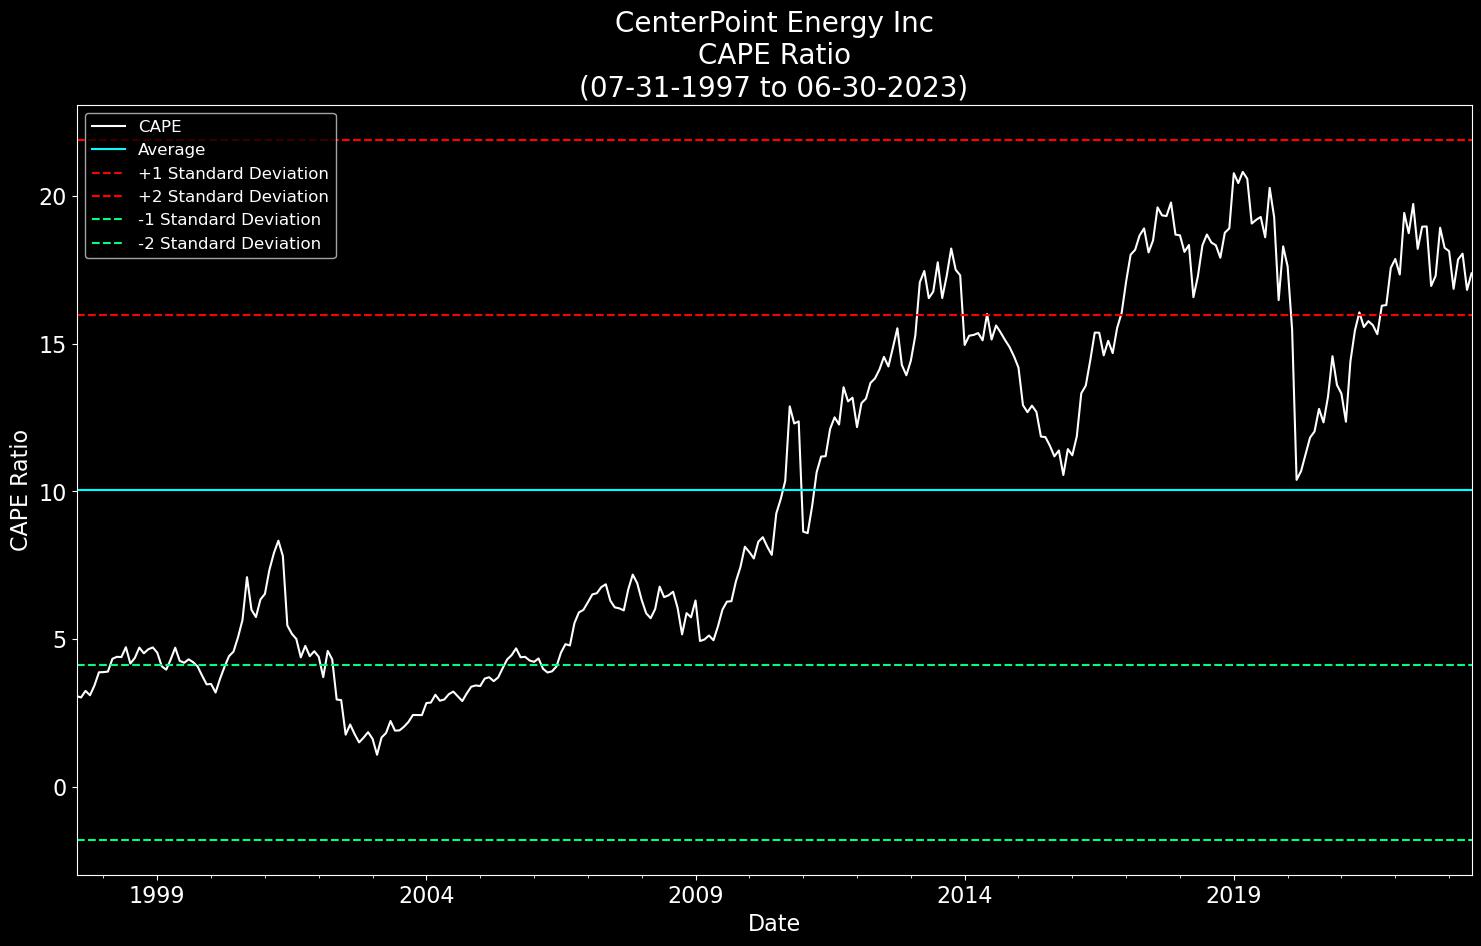 CenterPoint Energy Inc
CAPE Ratio
(07-31-1997 to 06-30-2023)
CAPE
Average
+1 Standard Deviation
+2 Standard Deviation
-1 Standard Deviation
-2 Standard Deviation
20
15
10
5
0
CAPE Ratio
1999
2004
2009
2014
2019
Date